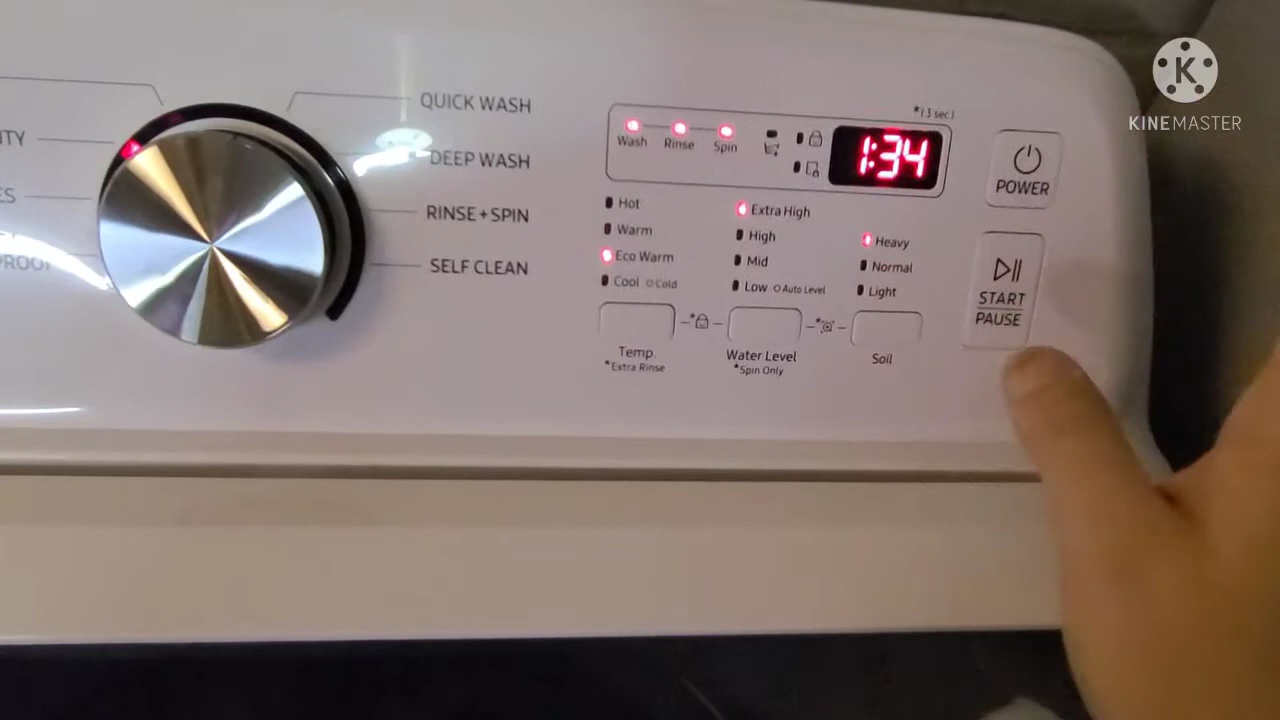 QUICK WASH
DEEP WASH
RINSE + SPIN
SELF CLEAN
ITY
ES
PROOF
*(3 sec)
Wash Rinse Spin
1:34
Hot
Warm
Eco Warm
Cool Cold
Extra High
High
Mid
Low Auto Level
Heavy
Normal
Light
Temp.
*Extra Rinse
Water Level
*Spin Only
Soil
POWER
START
PAUSE
K
KINEMASTER